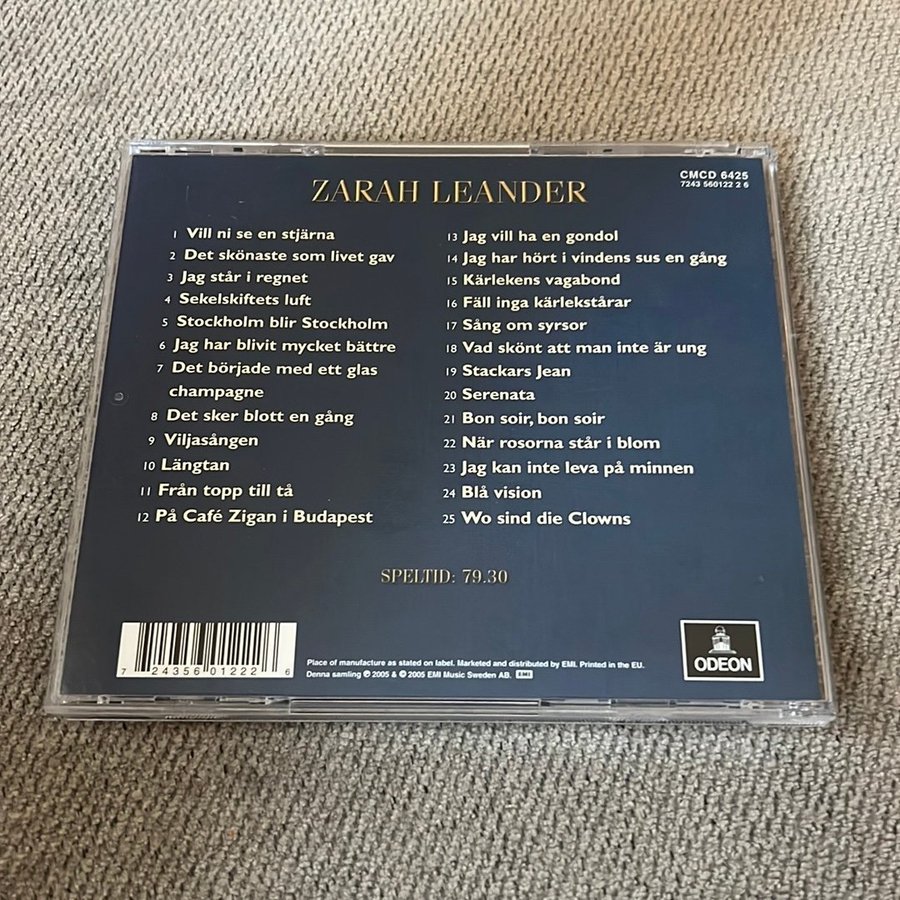 CMCD 6425
7243 560122 2 6
ZARAH LEANDER
1 Vill ni se en stjärna
2 Det skönaste som livet gav
3 Jag står i regnet
4 Sekelskiftets luft
5 Stockholm blir Stockholm
6 Jag har blivit mycket bättre
7 Det började med ett glas
champagne
8 Det sker blott en gång
9 Viljasången
10 Längtan
11 Från topp till tå
12 På Café Zigan i Budapest
13 Jag vill ha en gondol
14 Jag har hört i vindens sus en gång
15 Kärlekens vagabond
16 Fäll inga kärlekstårar
17 Sång om syrsor
18 Vad skönt att man inte är ung
19 Stackars Jean
20 Serenata
21 Bon soir, bon soir
22 När rosorna står i blom
23 Jag kan inte leva på minnen
24 Blå vision
25 Wo sind die Clowns
SPELTID: 79.30
7 24356 01222 6
Place of manufacture as stated on label. Marketed and distributed by EMI. Printed in the EU.
Denna samling ℗ 2005 & © 2005 EMI Music Sweden AB. EMI
ODEON